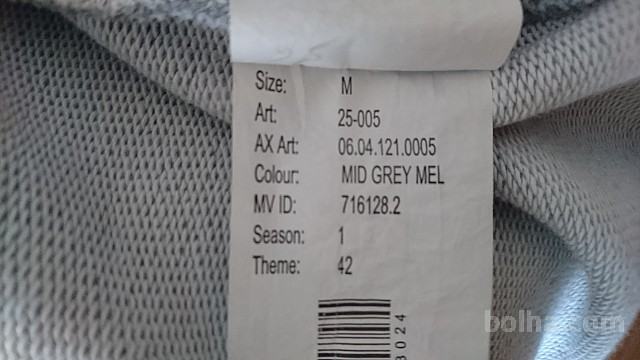 Size: M
Art: 25-005
AX Art: 06.04.121.0005
Colour: MID GREY MEL
MV ID: 716128.2
Season: 1
Theme: 42
3024